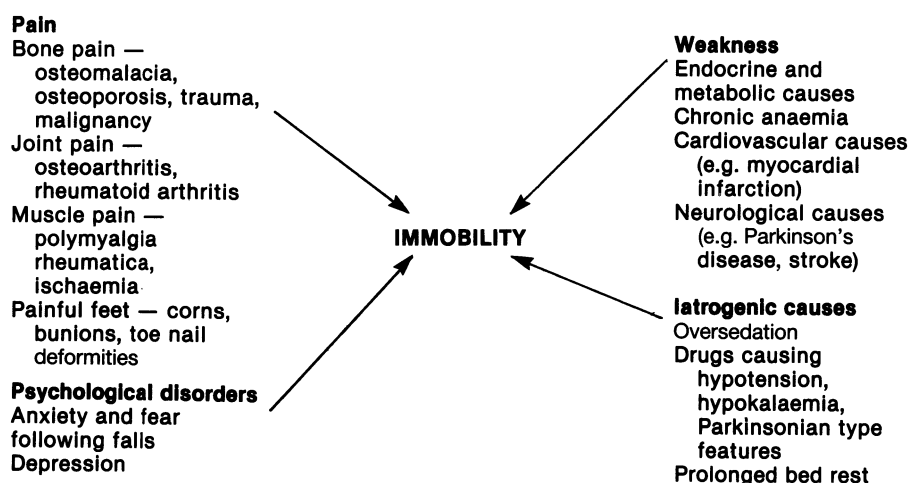 Pain
Bone pain —
osteomalacia,
osteoporosis, trauma,
malignancy
Joint pain —
osteoarthritis,
rheumatoid arthritis
Muscle pain —
polymyalgia
rheumatica,
ischaemia
Painful feet — corns,
bunions, toe nail
deformities
Psychological disorders
Anxiety and fear
following falls
Depression
IMMOBILITY
Weakness
Endocrine and
metabolic causes
Chronic anaemia
Cardiovascular causes
(e.g. myocardial
infarction)
Neurological causes
(e.g. Parkinson's
disease, stroke)
Iatrogenic causes
Oversedation
Drugs causing
hypotension,
hypokalaemia,
Parkinsonian type
features
Prolonged bed rest